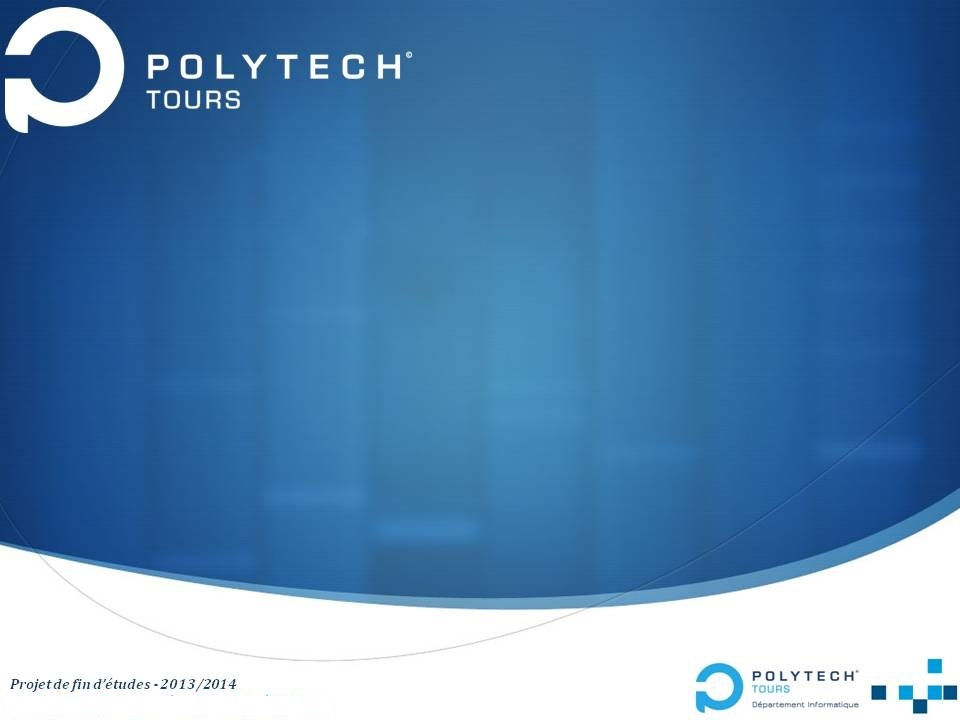 POLYTECH©
TOURS
Projet de fin d'études - 2013/2014
POLYTECH®
TOURS
Département Informatique